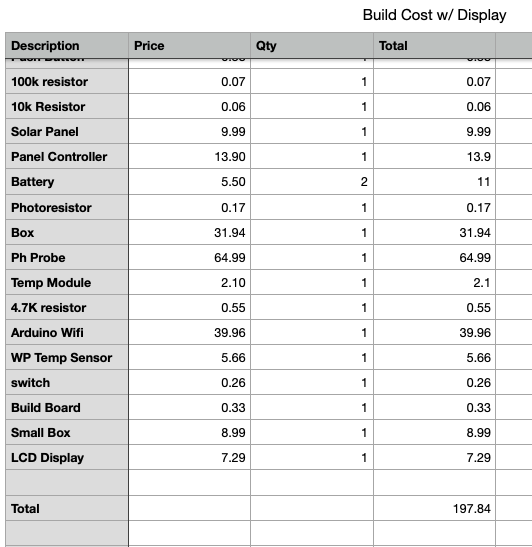 Build Cost w/ Display
Description Price Qty Total
100k resistor 0.07 1 0.07
10k Resistor 0.06 1 0.06
Solar Panel 9.99 1 9.99
Panel Controller 13.90 1 13.9
Battery 5.50 2 11
Photoresistor 0.17 1 0.17
Box 31.94 1 31.94
Ph Probe 64.99 1 64.99
Temp Module 2.10 1 2.1
4.7K resistor 0.55 1 0.55
Arduino Wifi 39.96 1 39.96
WP Temp Sensor 5.66 1 5.66
switch 0.26 1 0.26
Build Board 0.33 1 0.33
Small Box 8.99 1 8.99
LCD Display 7.29 1 7.29
Total 197.84